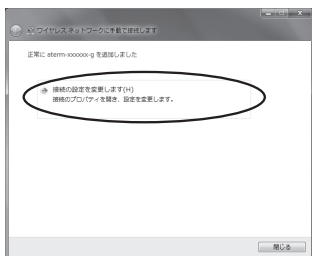 ワイヤレス ネットワークに手動で接続します
正常に aterm-xxxxxx-g を追加しました
接続の設定を変更します(H)
接続のプロパティを開き、設定を変更します。
閉じる